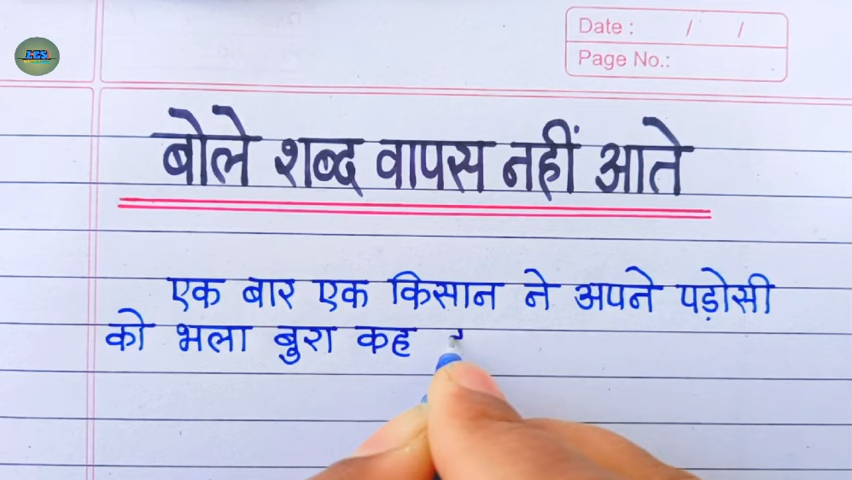 Date : / /
Page No.:
बोले शब्द वापस नहीं आते
एक बार एक किसान ने अपने पड़ोसी
को भला बुरा कह